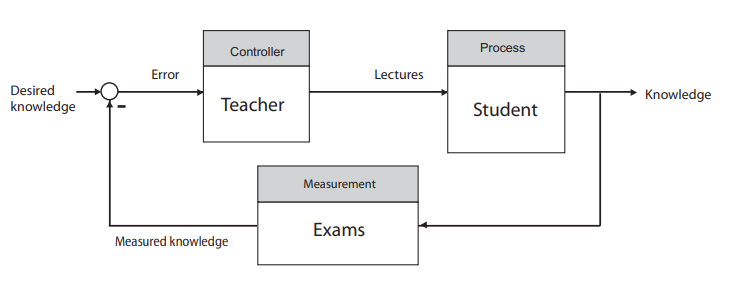 Controller
Process
Error
Lectures
Desired
knowledge
Teacher
Student
Knowledge
Measurement
Exams
Measured knowledge